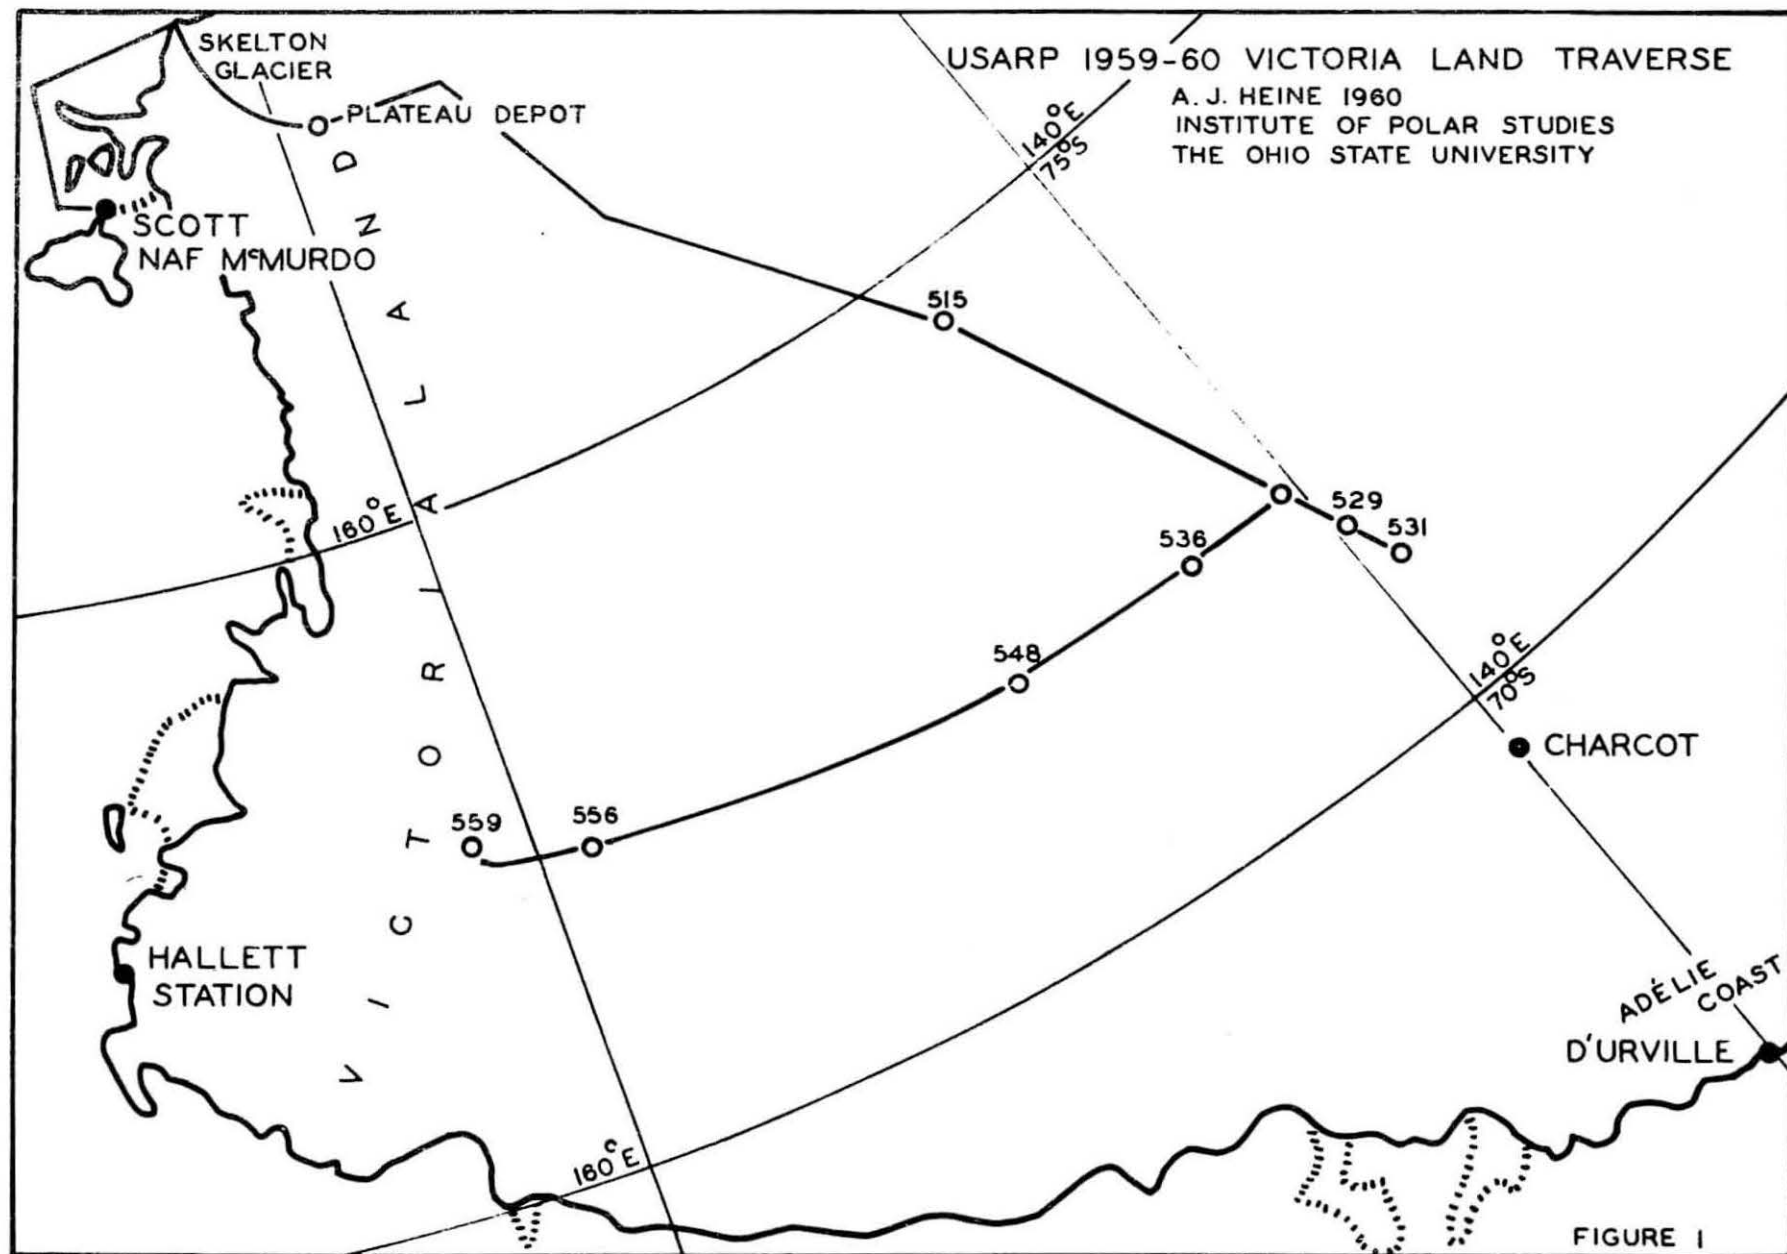 SKELTON
GLACIER
USARP 1959-60 VICTORIA LAND TRAVERSE
A. J. HEINE 1960
INSTITUTE OF POLAR STUDIES
THE OHIO STATE UNIVERSITY
PLATEAU DEPOT
140°E
75°S
SCOTT
NAF McMURDO
515
160°E
529
531
536
548
140°E
70°S
CHARCOT
VICTORIA LAND
559
556
HALLETT
STATION
ADÉLIE
COAST
D'URVILLE
160°E
FIGURE 1